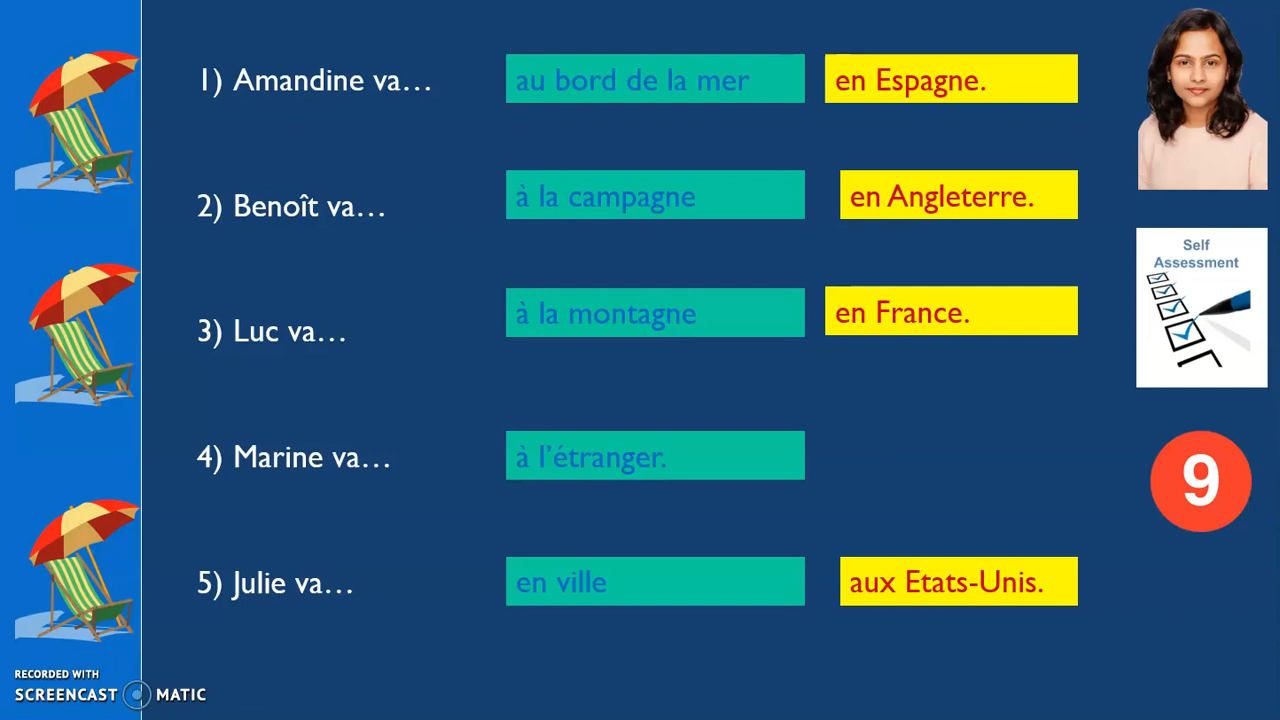 1) Amandine va… au bord de la mer en Espagne.
2) Benoît va… à la campagne en Angleterre.
3) Luc va… à la montagne en France.
4) Marine va… à l’étranger.
5) Julie va… en ville aux Etats-Unis.
Self
Assessment
9
RECORDED WITH
SCREENCAST MATIC